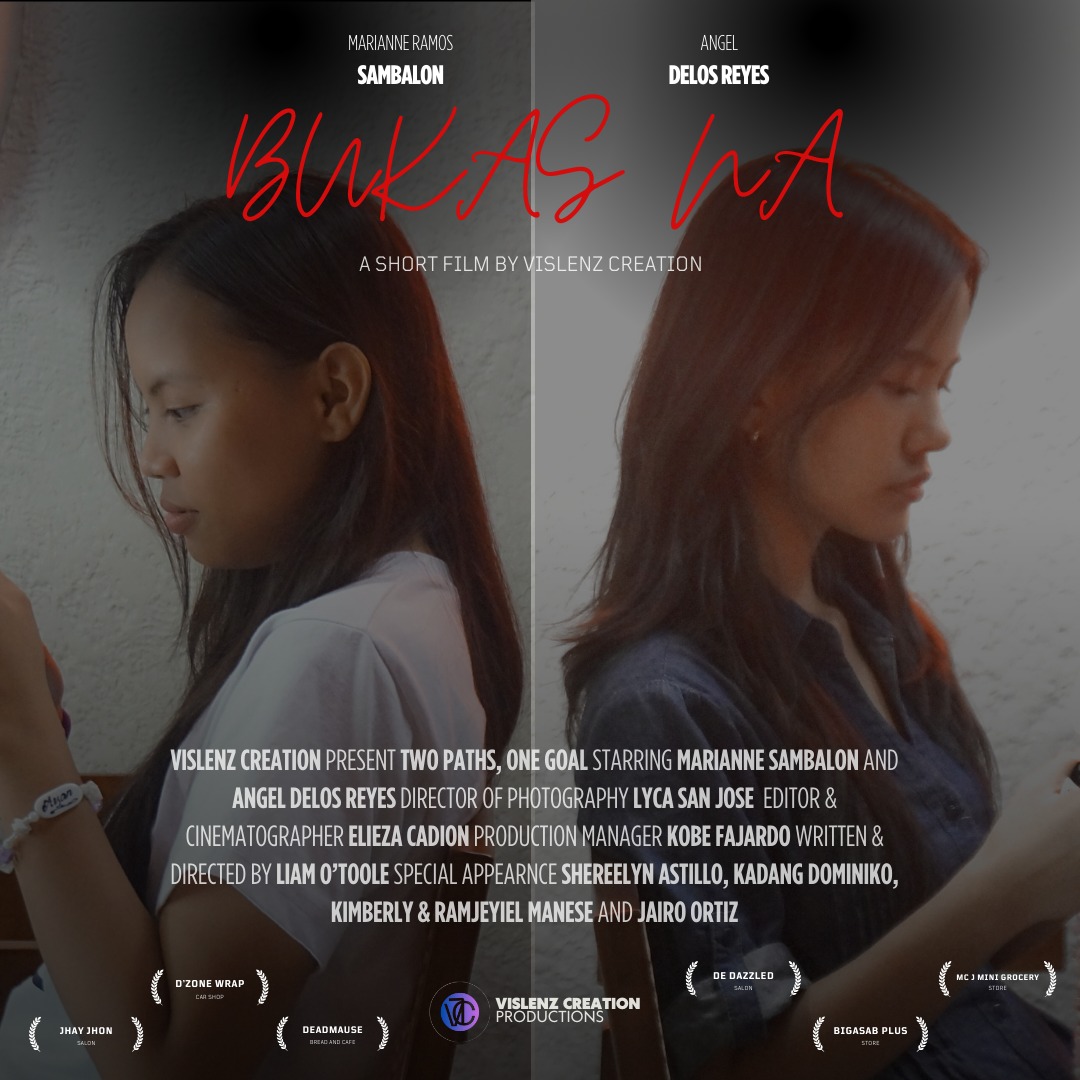 MARIANNE RAMOS
SAMBALON
ANGEL
DELOS REYES
BUKAS NA
A SHORT FILM BY VISLENZ CREATION
VISLENZ CREATION PRESENT TWO PATHS, ONE GOAL STARRING MARIANNE SAMBALON AND
ANGEL DELOS REYES DIRECTOR OF PHOTOGRAPHY LYCA SAN JOSE EDITOR &
CINEMATOGRAPHER ELIEZA CADION PRODUCTION MANAGER KOBE FAJARDO WRITTEN &
DIRECTED BY LIAM O'TOOLE SPECIAL APPEARNCE SHEREELYN ASTILLO, KADANG DOMINIKO,
KIMBERLY & RAMJEYIEL MANESE AND JAIRO ORTIZ
D'ZONE WRAP
CAR SHOP
JHAY JHON
SALON
DEADMAUSE
BREAD AND CAFE
VISLENZ CREATION
PRODUCTIONS
DE DAZZLED
SALON
MC J MINI GROCERY
STORE
BIGASAB PLUS
STORE